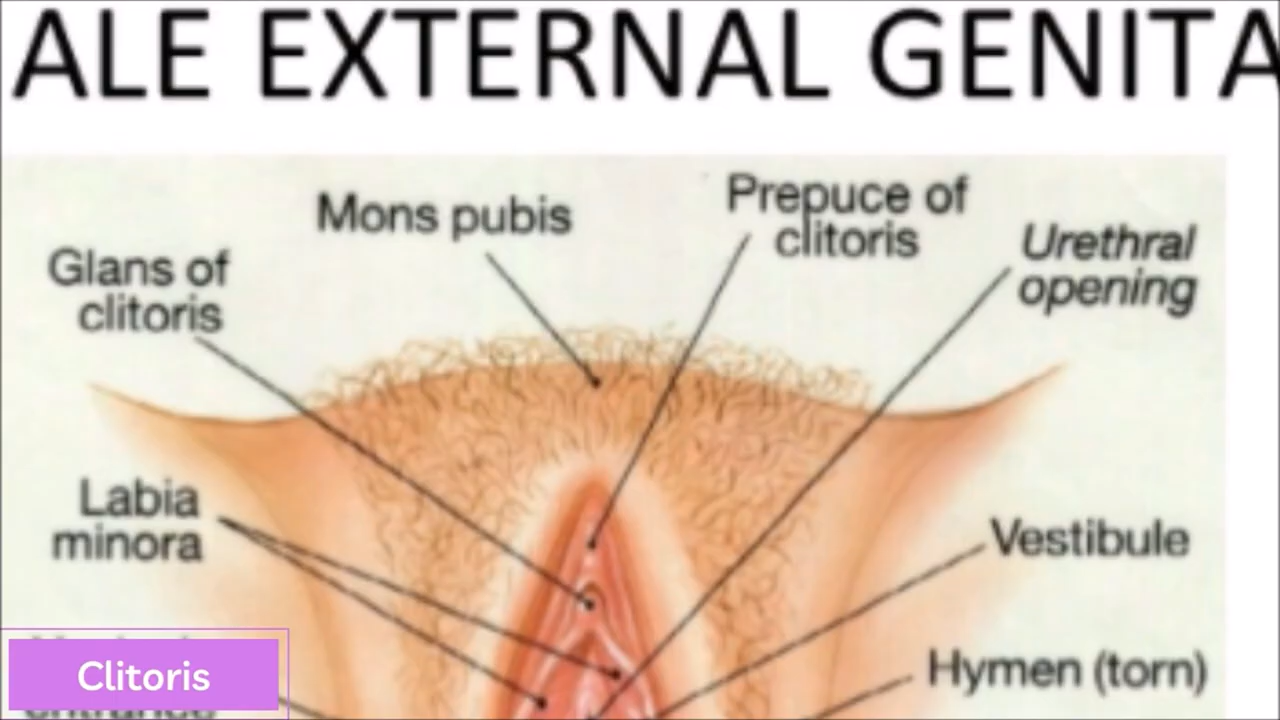 ALE EXTERNAL GENITA
Mons pubis
Prepuce of
clitoris
Glans of
clitoris
Urethral
opening
Labia
minora
Vestibule
Hymen (torn)
Clitoris
entrance